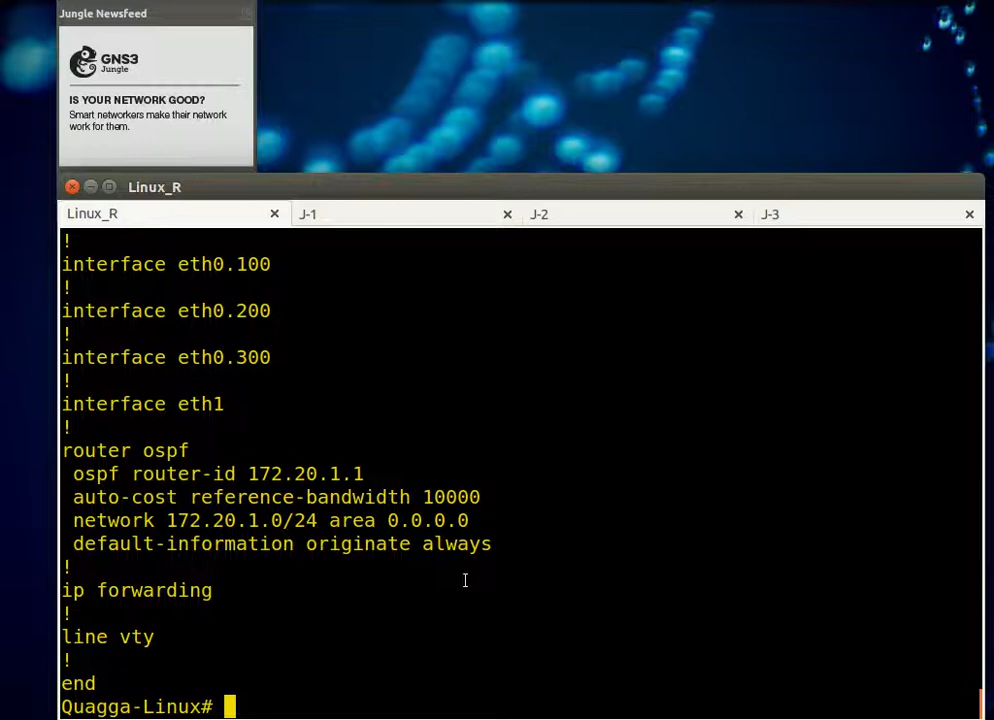 Jungle Newsfeed
GNS3
Jungle
IS YOUR NETWORK GOOD?
Smart networkers make their network
work for them.
Linux_R
Linux_R
J-1
J-2
J-3
!
interface eth0.100
!
interface eth0.200
!
interface eth0.300
!
interface eth1
!
router ospf
ospf router-id 172.20.1.1
auto-cost reference-bandwidth 10000
network 172.20.1.0/24 area 0.0.0.0
default-information originate always
!
ip forwarding
!
line vty
!
end
Quagga-Linux#